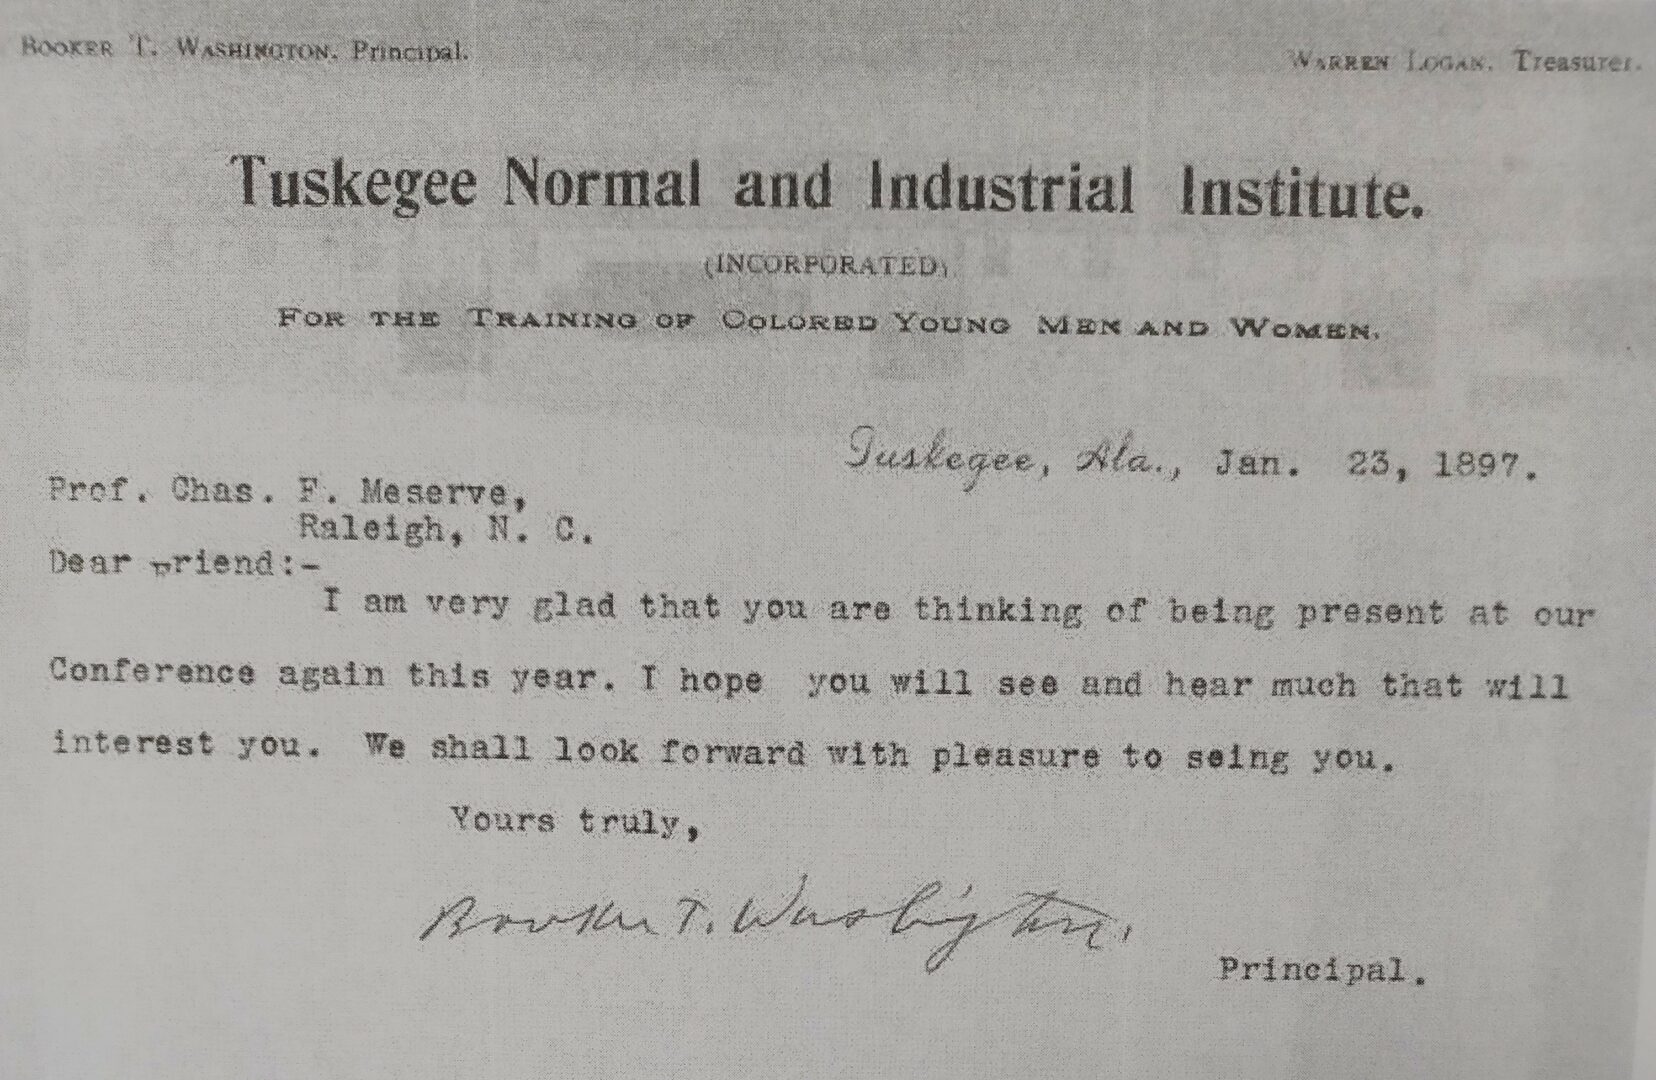 BOOKER T. WASHINGTON, Principal.
WARREN LOGAN, Treasurer.
Tuskegee Normal and Industrial Institute.
(INCORPORATED).
FOR THE TRAINING OF COLORED YOUNG MEN AND WOMEN.
Tuskegee, Ala., Jan. 23, 1897.
Prof. Chas. F. Meserve,
Raleigh, N. C.
Dear Friend:-
I am very glad that you are thinking of being present at our
Conference again this year. I hope you will see and hear much that will
interest you. We shall look forward with pleasure to seing you.
Yours truly,
Booker T. Washington.
Principal.